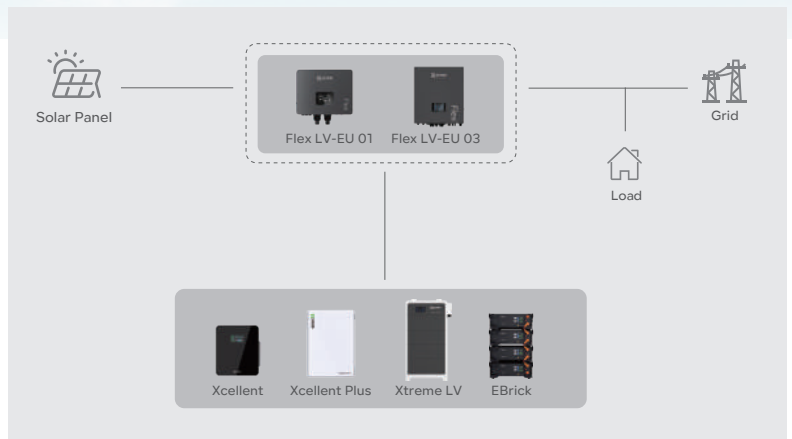 Solar Panel
Flex LV-EU 01
Flex LV-EU 03
Grid
Load
Xcellent
Xcellent Plus
Xtreme LV
EBrick